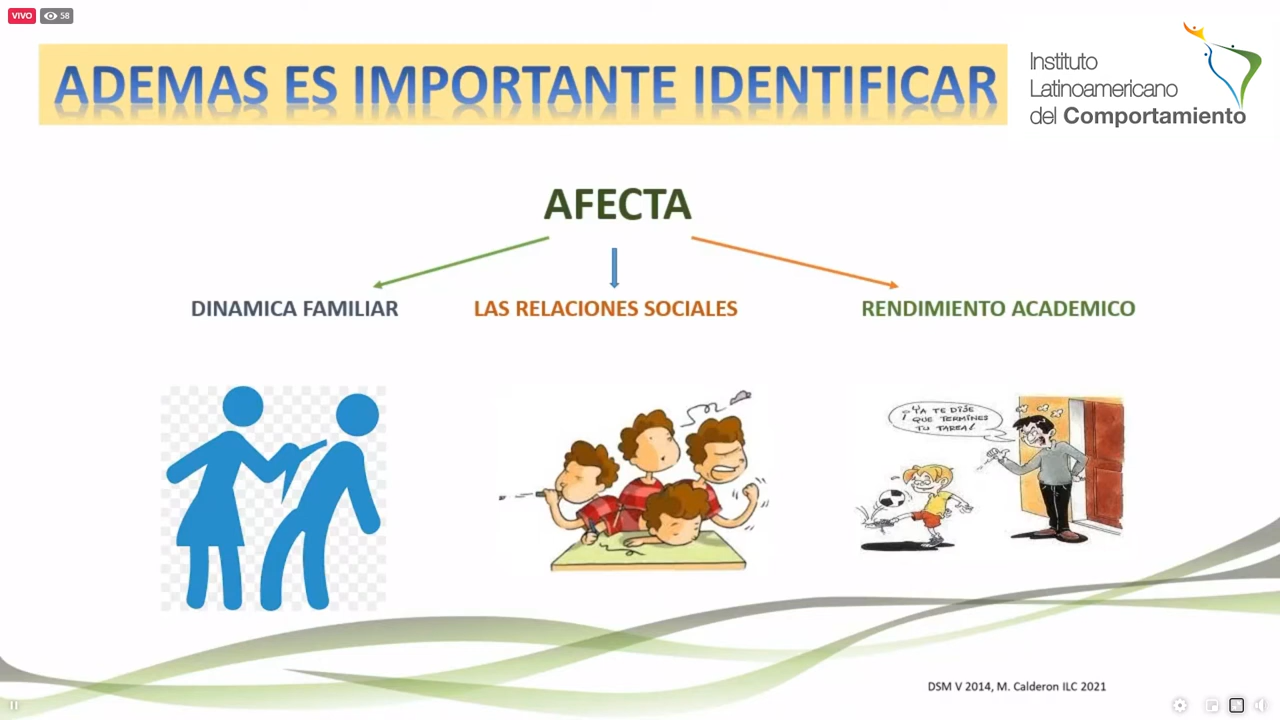 VIVO 58
ADEMAS ES IMPORTANTE IDENTIFICAR
Instituto
Latinoamericano
del Comportamiento
AFECTA
DINAMICA FAMILIAR
LAS RELACIONES SOCIALES
RENDIMIENTO ACADEMICO
¡YA TE DIJE
QUE TERMINES
TU TAREA!
DSM V 2014, M. Calderon ILC 2021